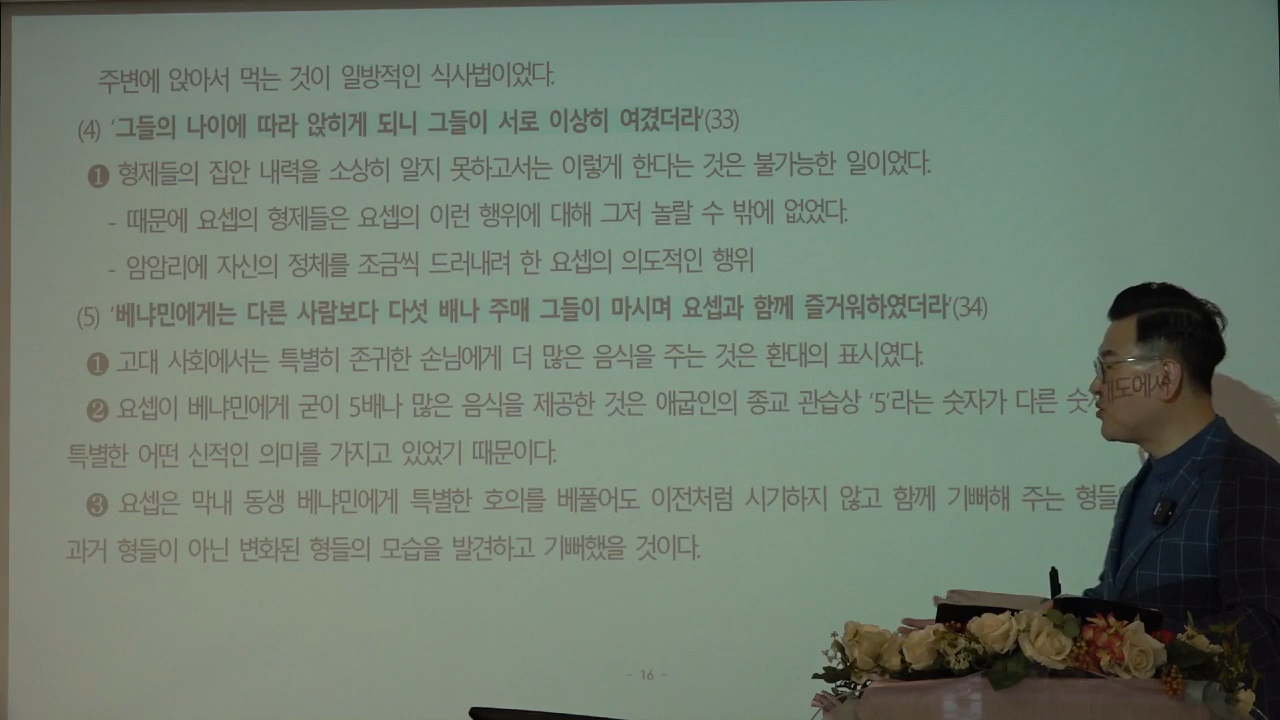 주변에 앉아서 먹는 것이 일방적인 식사법이었다.
(4) '그들의 나이에 따라 앉히게 되니 그들이 서로 이상히 여겼더라'(33)
❶ 형제들의 집안 내력을 소상히 알지 못하고서는 이렇게 한다는 것은 불가능한 일이었다.
- 때문에 요셉의 형제들은 요셉의 이런 행위에 대해 그저 놀랄 수 밖에 없었다.
- 암암리에 자신의 정체를 조금씩 드러내려 한 요셉의 의도적인 행위
(5) '베냐민에게는 다른 사람보다 다섯 배나 주매 그들이 마시며 요셉과 함께 즐거워하였더라'(34)
❶ 고대 사회에서는 특별히 존귀한 손님에게 더 많은 음식을 주는 것은 환대의 표시였다.
❷ 요셉이 베냐민에게 굳이 5배나 많은 음식을 제공한 것은 애굽인의 종교 관습상 '5'라는 숫자가 다른
특별한 어떤 신적인 의미를 가지고 있었기 때문이다.
❸ 요셉은 막내 동생 베냐민에게 특별한 호의를 베풀어도 이전처럼 시기하지 않고 함께 기뻐해 주는
과거 형들이 아닌 변화된 형들의 모습을 발견하고 기뻐했을 것이다.
- 16 -